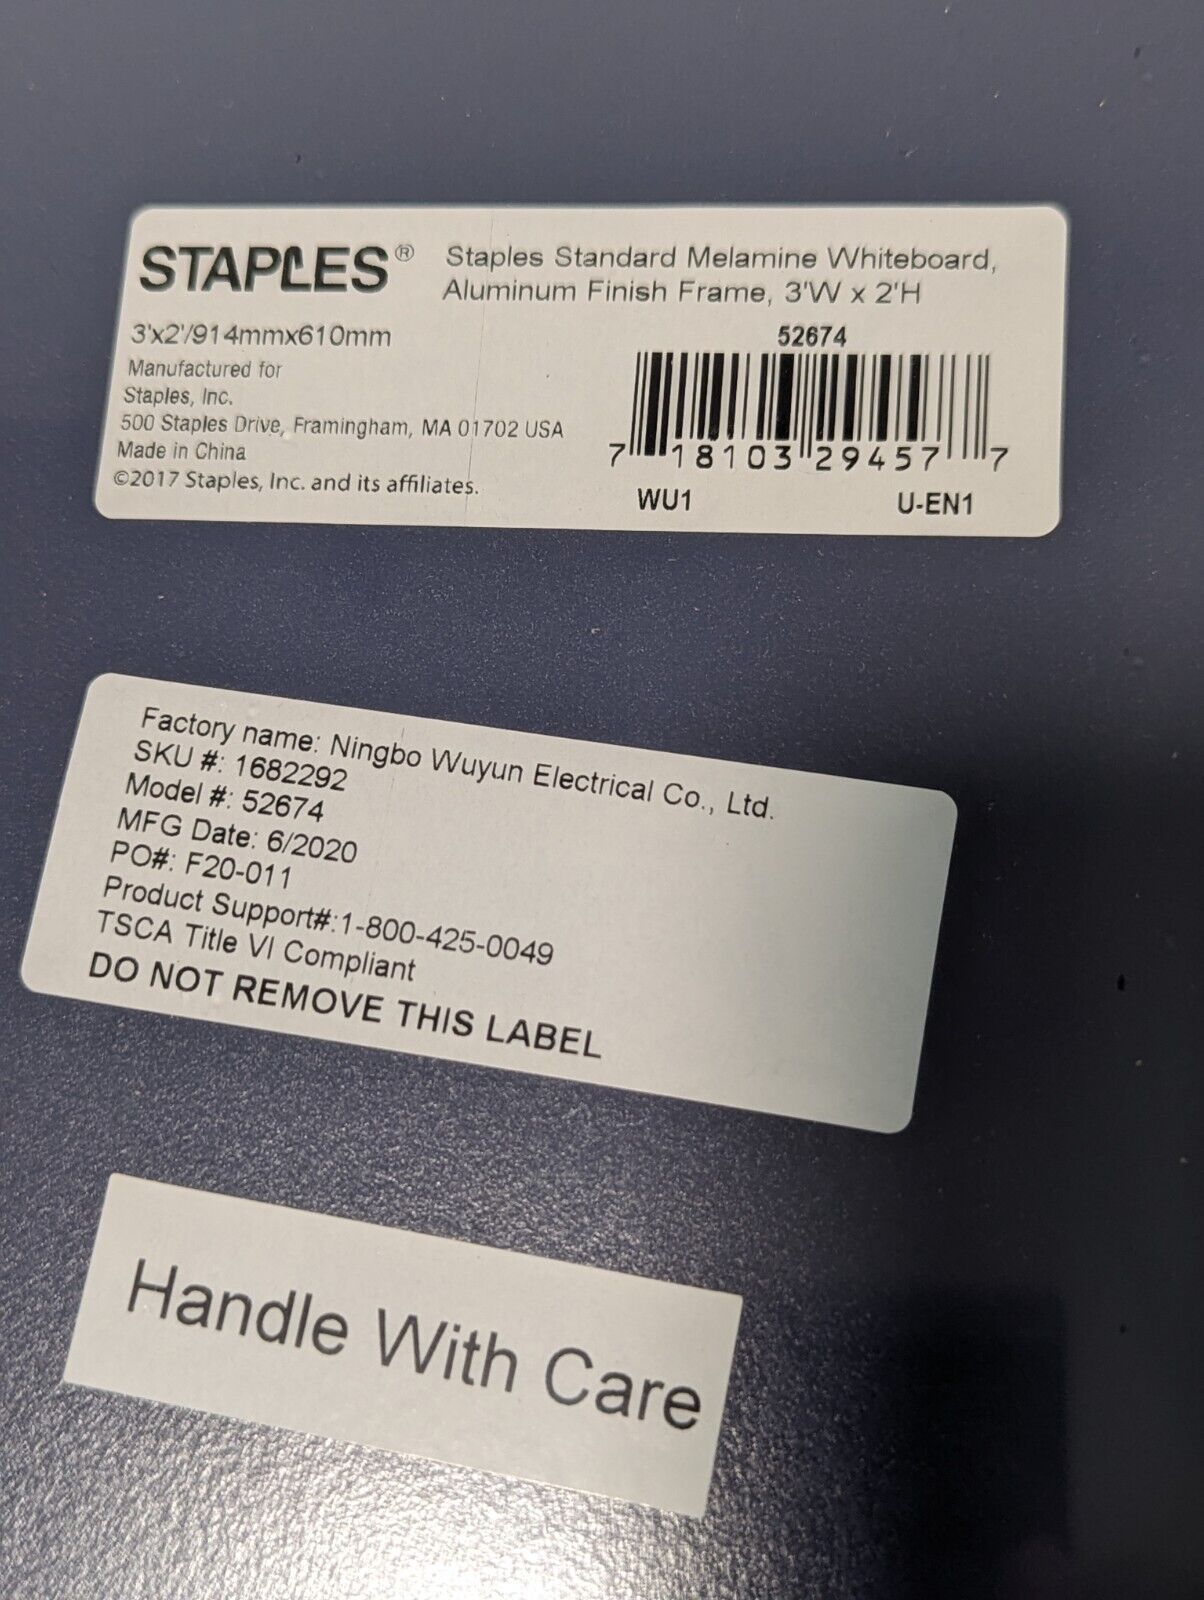 STAPLES®
Staples Standard Melamine Whiteboard,
Aluminum Finish Frame, 3'W x 2'H
3'x2'/914mmx610mm
Manufactured for
Staples, Inc.
500 Staples Drive, Framingham, MA 01702 USA
Made in China
©2017 Staples, Inc. and its affiliates.
52674
7 18103 29457 7
WU1 U-EN1
Factory name: Ningbo Wuyun Electrical Co., Ltd.
SKU #: 1682292
Model #: 52674
MFG Date: 6/2020
PO#: F20-011
Product Support#:1-800-425-0049
TSCA Title VI Compliant
DO NOT REMOVE THIS LABEL
Handle With Care